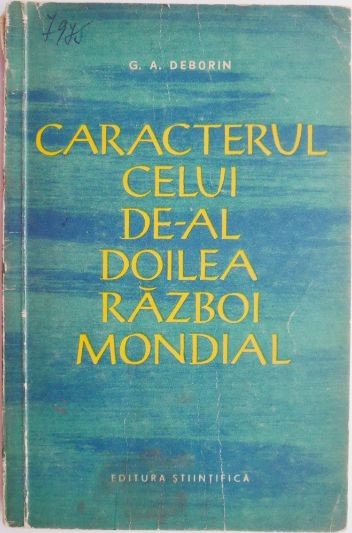 7975
G. A. DEBORIN
CARACTERUL
CELUI
DE-AL
DOILEA
RĂZBOI
MONDIAL
EDITURA ȘTIINȚIFICĂ